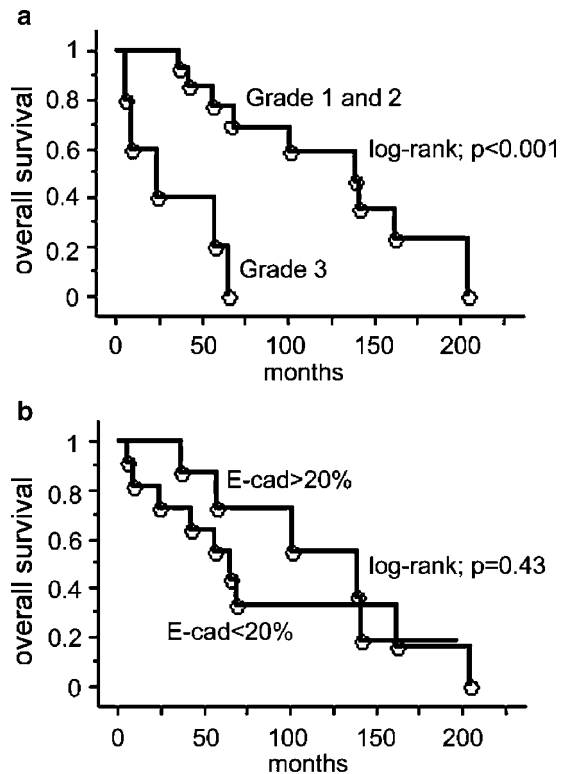 a
overall survival
1
0.8
0.6
0.4
0.2
0
Grade 1 and 2
log-rank; p<0.001
Grade 3
0 50 100 150 200
months
b
overall survival
1
0.8
0.6
0.4
0.2
0
E-cad>20%
log-rank; p=0.43
E-cad<20%
0 50 100 150 200
months